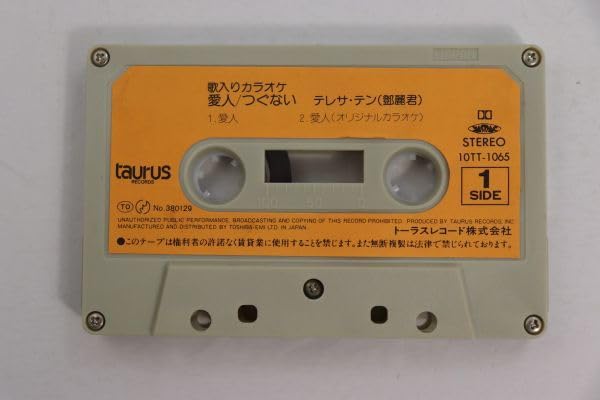 歌入りカラオケ
愛人/つぐない テレサ・テン(鄧麗君)
1.愛人 2.愛人(オリジナルカラオケ)
STEREO
10TT-1065
taurus
RECORDS
1
SIDE
100 50 0
TO No.380129
UNAUTHORIZED PUBLIC PERFORMANCE, BROADCASTING AND COPYING OF THIS RECORD PROHIBITED. PRODUCED BY TAURUS RECORDS, INC.
MANUFACTURED AND DISTRIBUTED BY TOSHIBA-EMI LTD. IN JAPAN
トーラスレコード株式会社
●このテープは権利者の許諾なく賃貸業に使用することを禁じます。また無断複製は法律で禁じられております。